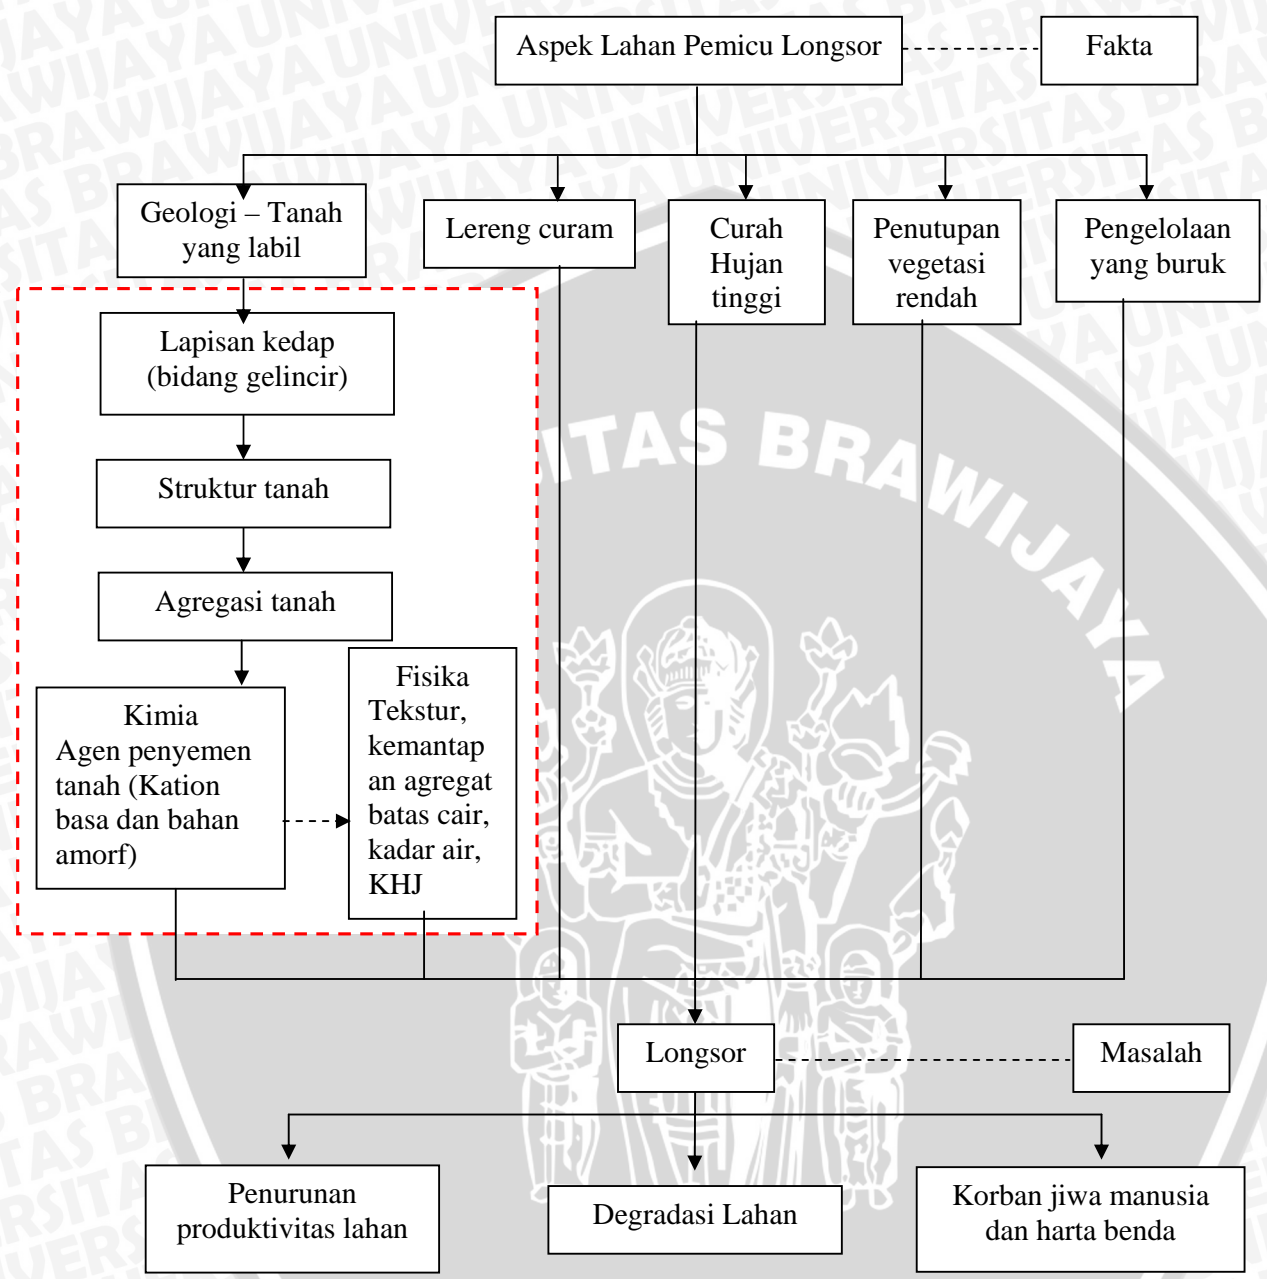 Aspek Lahan Pemicu Longsor
Fakta
Geologi – Tanah
yang labil
Lereng curam
Curah
Hujan
tinggi
Penutupan
vegetasi
rendah
Pengelolaan
yang buruk
Lapisan kedap
(bidang gelincir)
Struktur tanah
Agregasi tanah
Kimia
Agen penyemen
tanah (Kation
basa dan bahan
amorf)
Fisika
Tekstur,
kemantap
an agregat
batas cair,
kadar air,
KHJ
Longsor
Masalah
Penurunan
produktivitas lahan
Degradasi Lahan
Korban jiwa manusia
dan harta benda
ITAS BRAWIJAYA